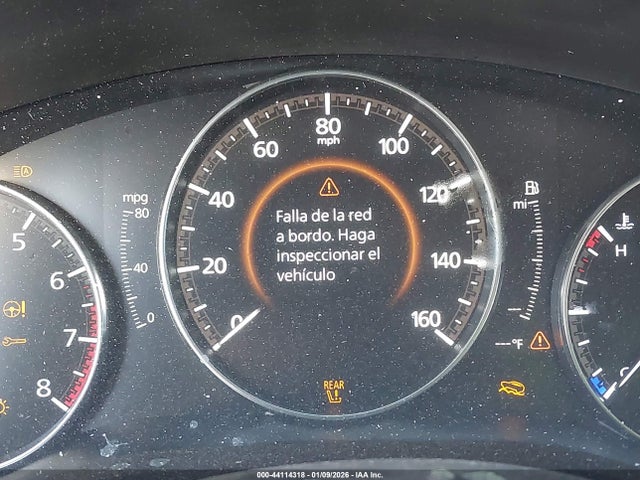 80
mph
60
100
40
120
20
140
0
160
Falla de la red
a bordo. Haga
inspeccionar el
vehículo
REAR
mpg
80
40
0
5
6
7
8
mi
---
---°F
H
C
A
000-44114318 | 01/09/2026 - IAA Inc.